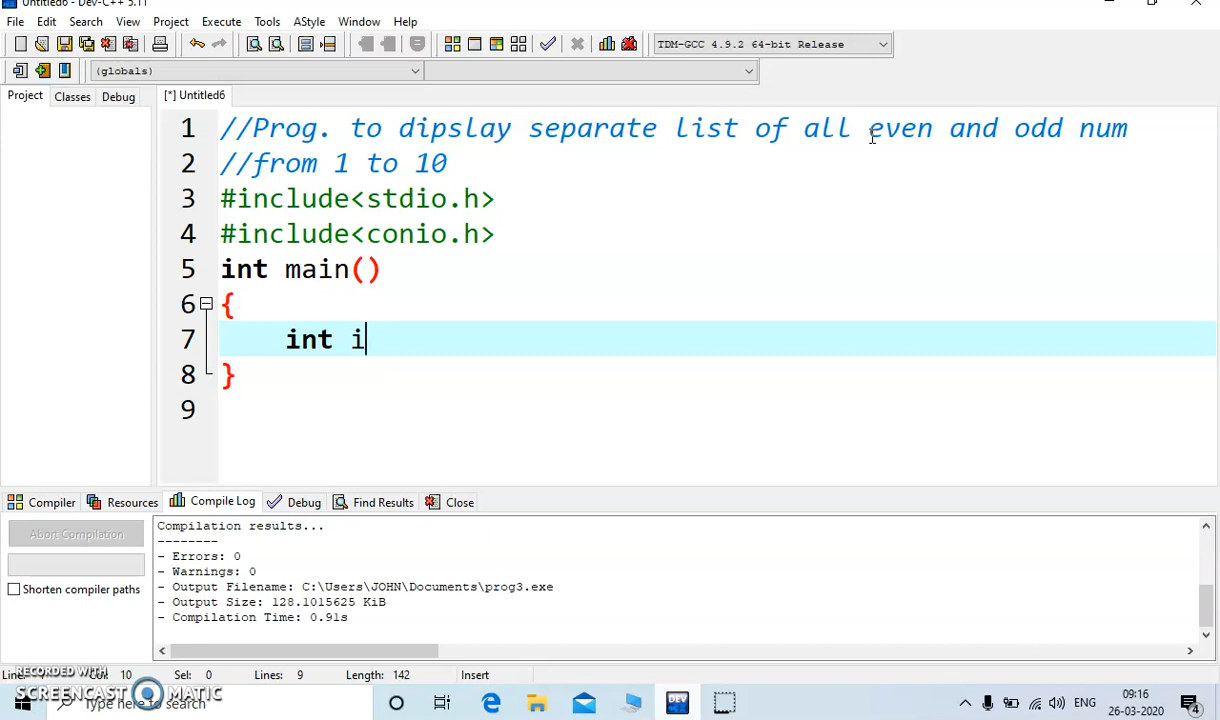 Untitled6 - Dev-C++ 5.11
File Edit Search View Project Execute Tools AStyle Window Help
TDM-GCC 4.9.2 64-bit Release
(globals)
Project Classes Debug [*] Untitled6
1 //Prog. to dipslay separate list of all even and odd num
2 //from 1 to 10
3 #include<stdio.h>
4 #include<conio.h>
5 int main()
6 {
7 int i
8 }
9
Compiler Resources Compile Log Debug Find Results Close
Abort Compilation
Shorten compiler paths
Compilation results...
--------
- Errors: 0
- Warnings: 0
- Output Filename: C:\Users\JOHN\Documents\prog3.exe
- Output Size: 128.1015625 KiB
- Compilation Time: 0.91s
Col: 10 Sel: 0 Lines: 9 Length: 142 Insert
RECORDED WITH
SCREENCAST MATIC
Type here to search
ENG
09:16
26-03-2020
4